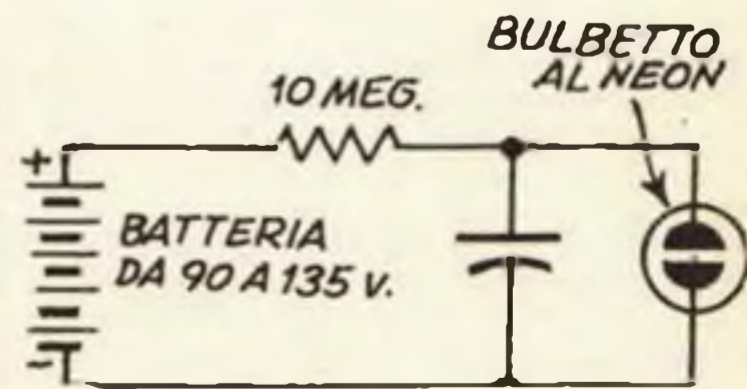 BULBETTO
AL NEON
10 MEG.
+
BATTERIA
DA 90 A 135 V.
-